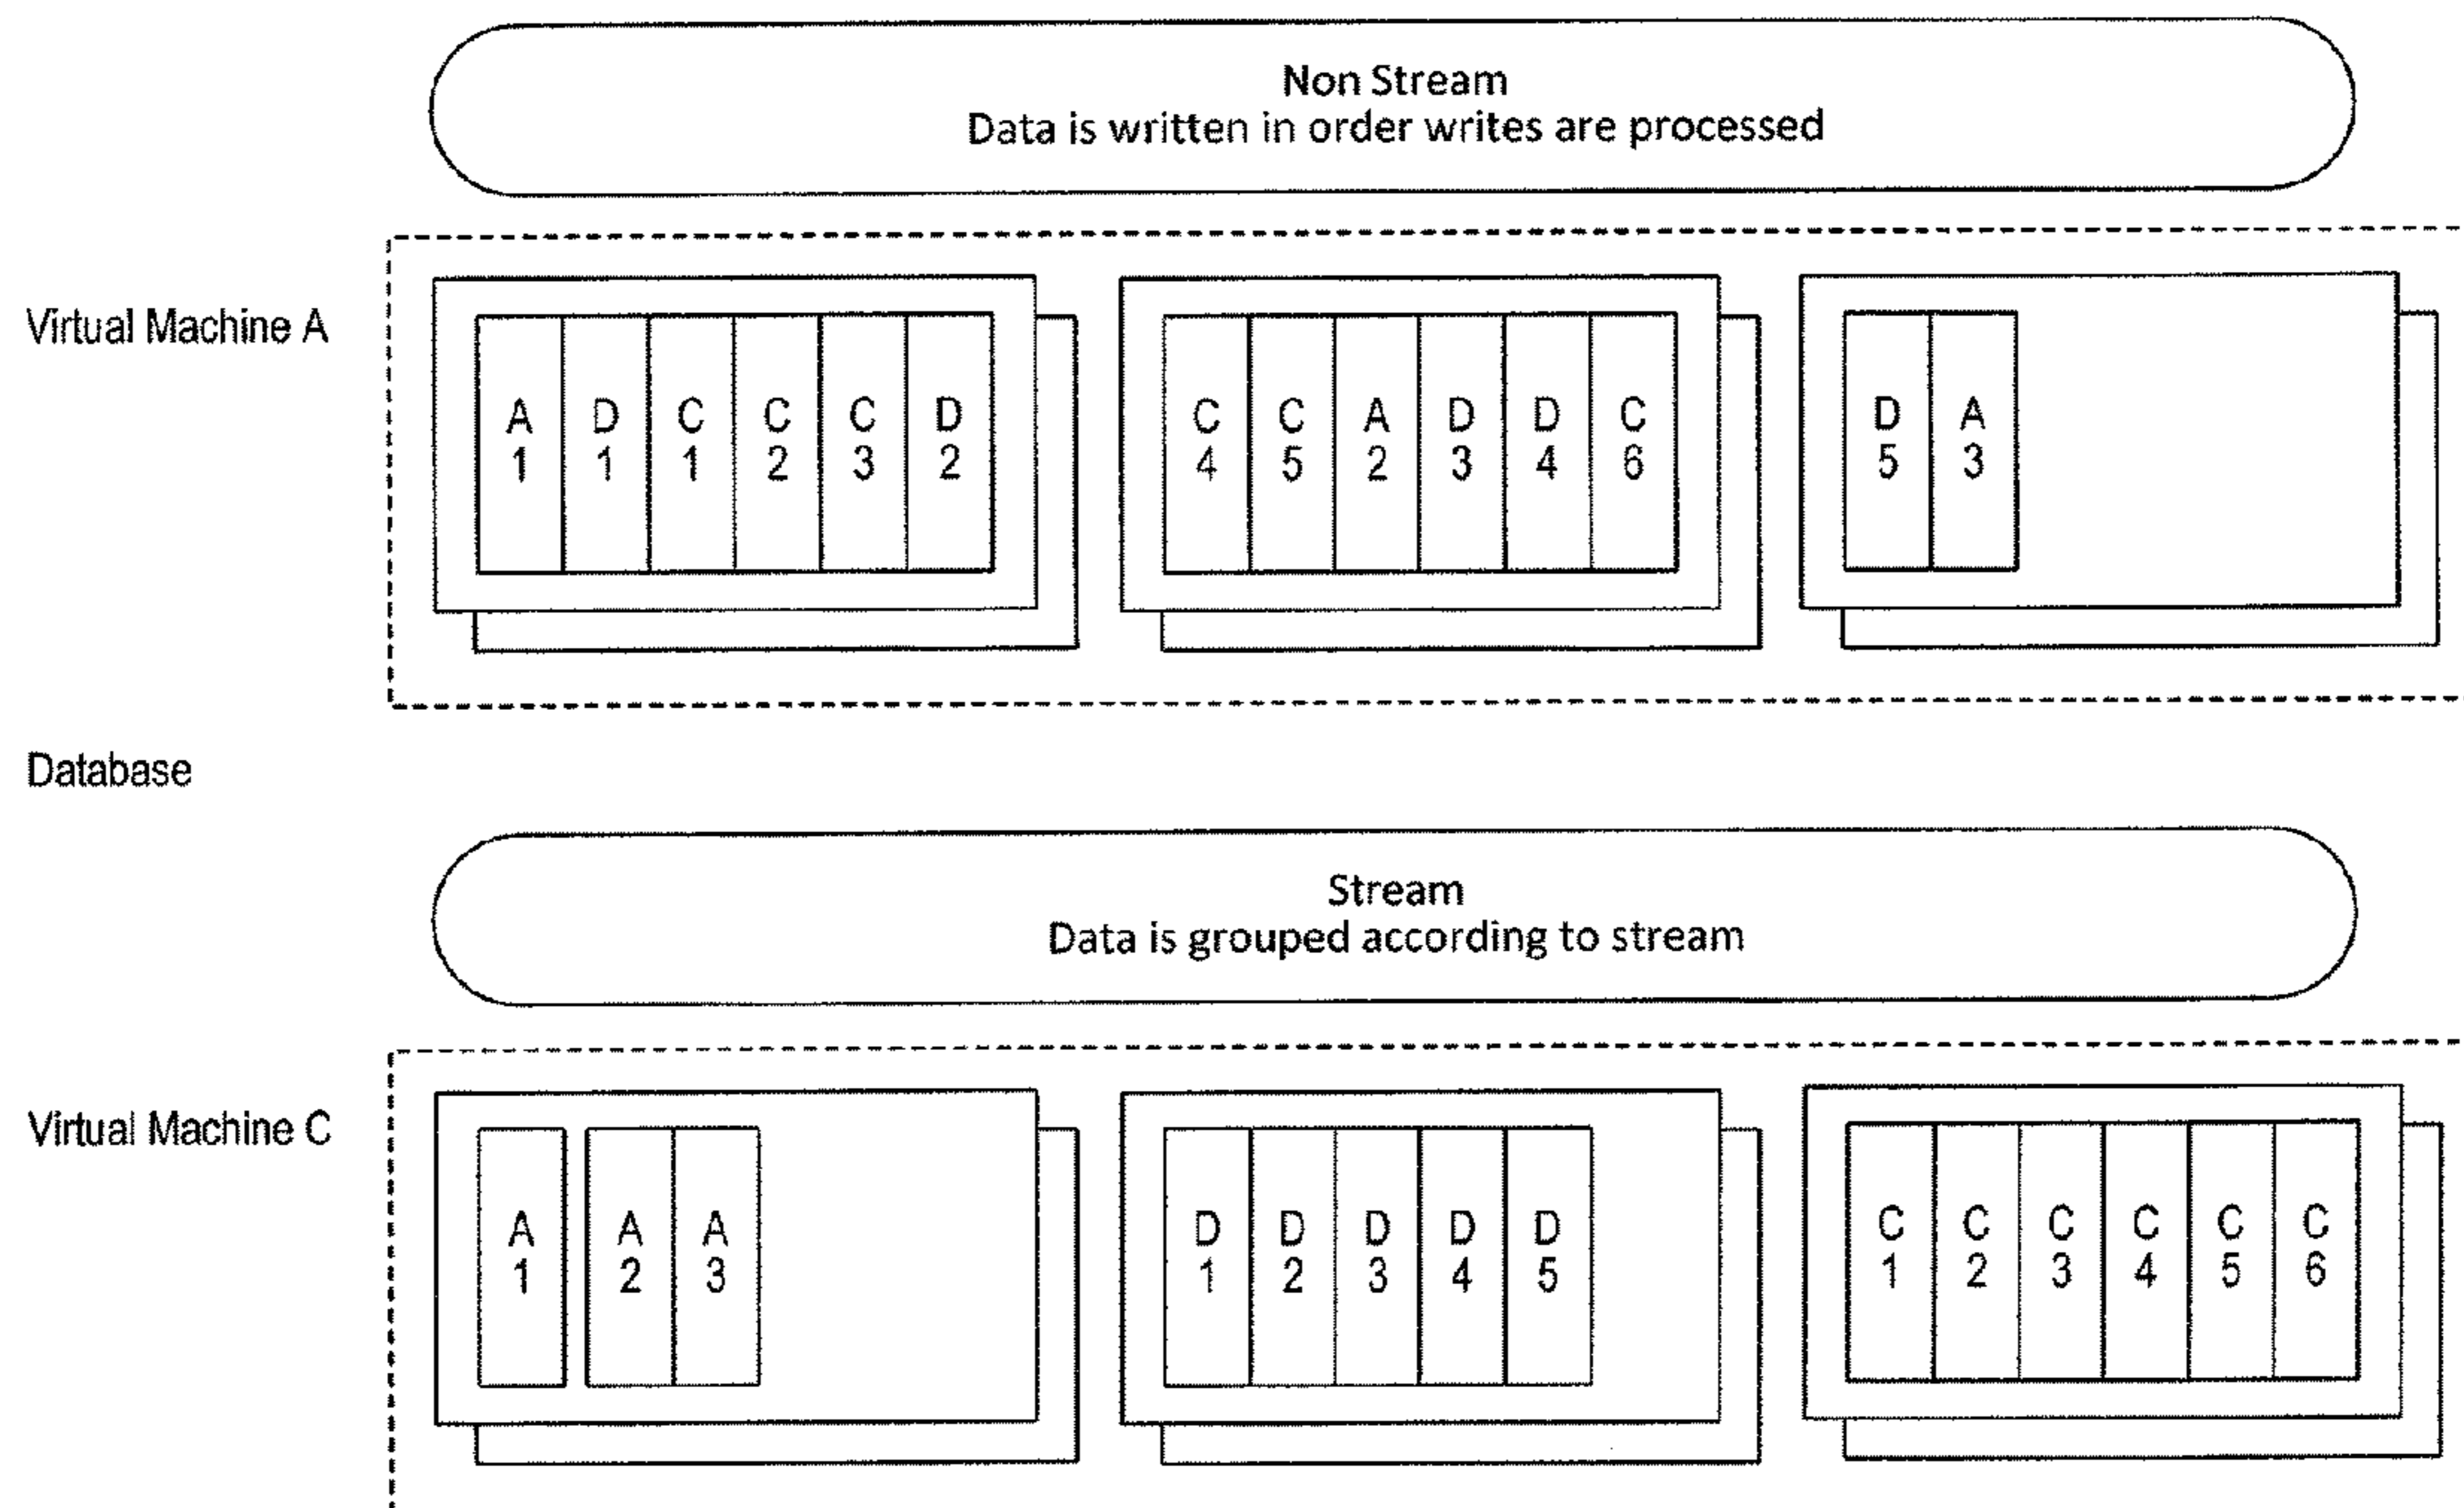 Non Stream
Data is written in order writes are processed
Virtual Machine A
A D C C C D
1 1 1 2 3 2
C C A D D C
4 5 2 3 4 6
D A
5 3
Database
Stream
Data is grouped according to stream
Virtual Machine C
A A A
1 2 3
D D D D D
1 2 3 4 5
C C C C C C
1 2 3 4 5 6